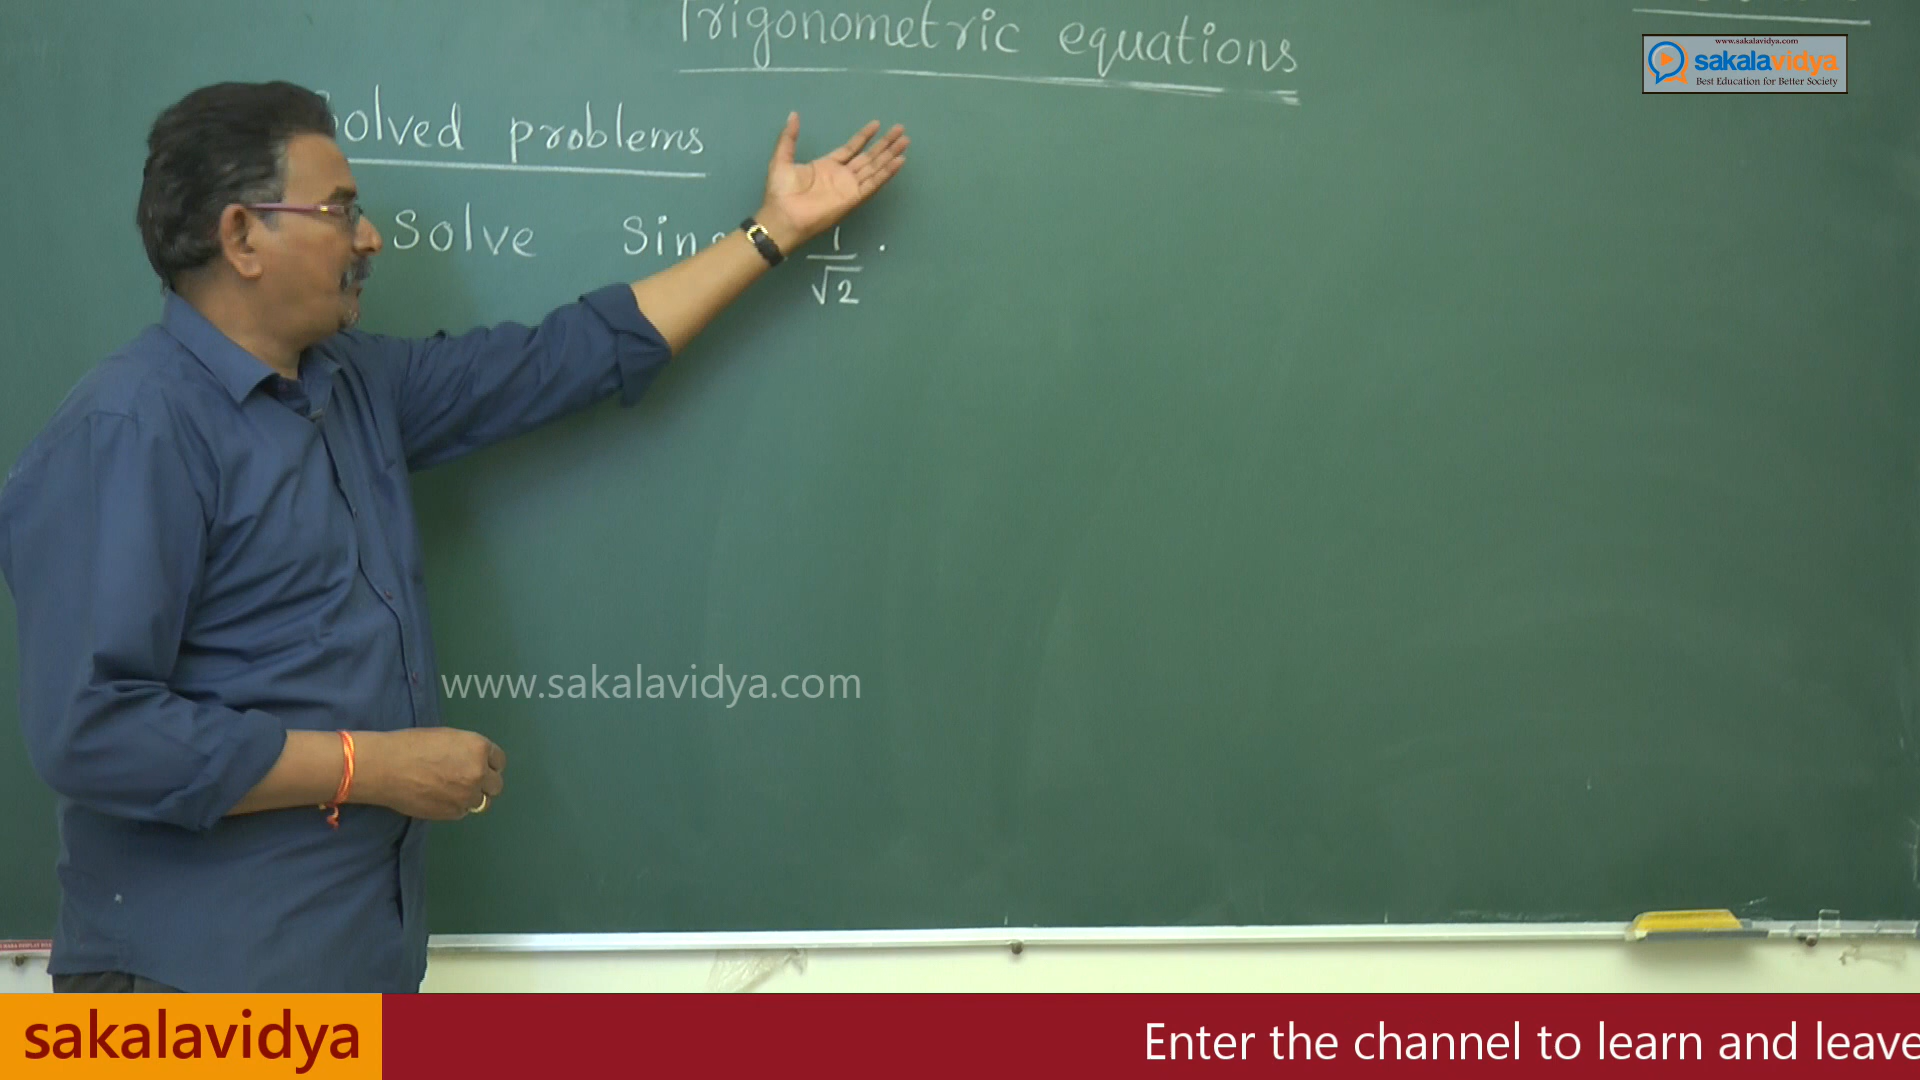 Trigonometric equations
www.sakalavidya.com
sakalavidya
Best Education for Better Society
Solved problems
Solve Sin
1
√2 .
www.sakalavidya.com
sakalavidya
Enter the channel to learn and leave